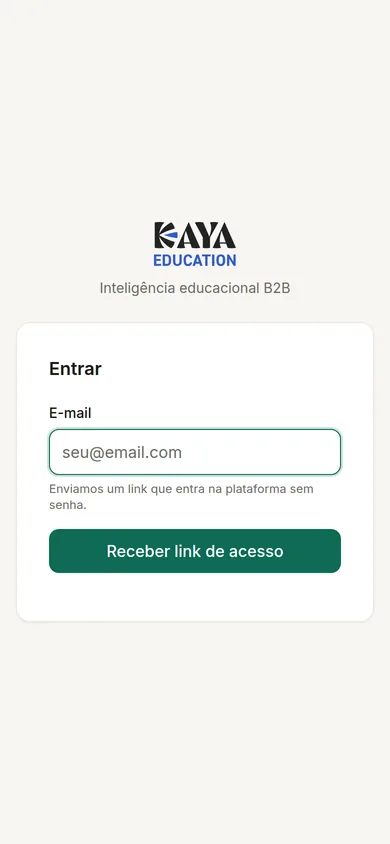 KAYA
EDUCATION
Inteligência educacional B2B
Entrar
E-mail
seu@email.com
Enviamos um link que entra na plataforma sem
senha.
Receber link de acesso